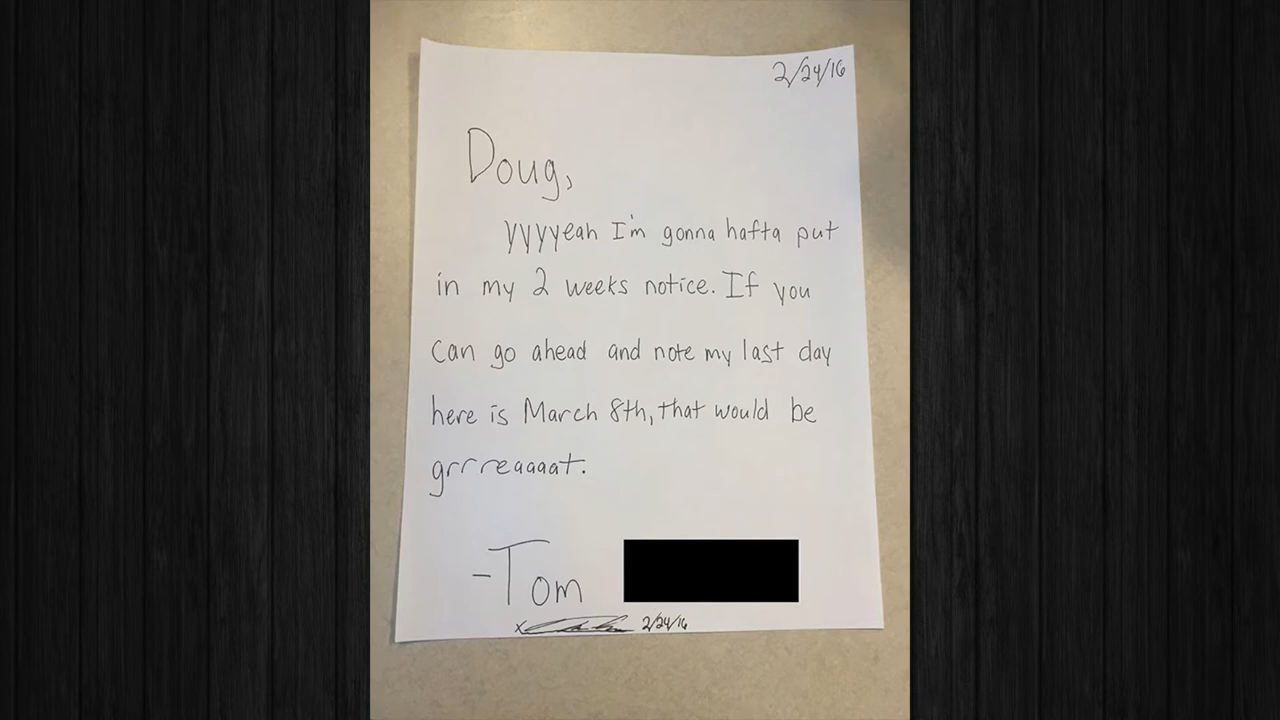 2/24/16
Doug,
yyyyeah I'm gonna hafta put
in my 2 weeks notice. If you
can go ahead and note my last day
here is March 8th, that would be
grrreaaaat.
-Tom
x 2/24/16